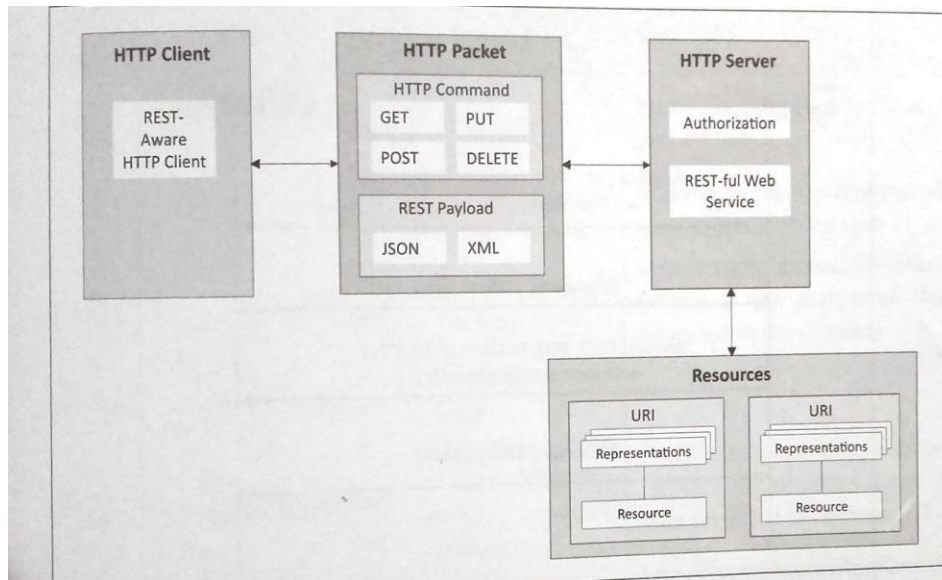 HTTP Client
REST-
Aware
HTTP Client
HTTP Packet
HTTP Command
GET
PUT
POST
DELETE
REST Payload
JSON
XML
HTTP Server
Authorization
REST-ful Web
Service
Resources
URI
Representations
Resource
URI
Representations
Resource